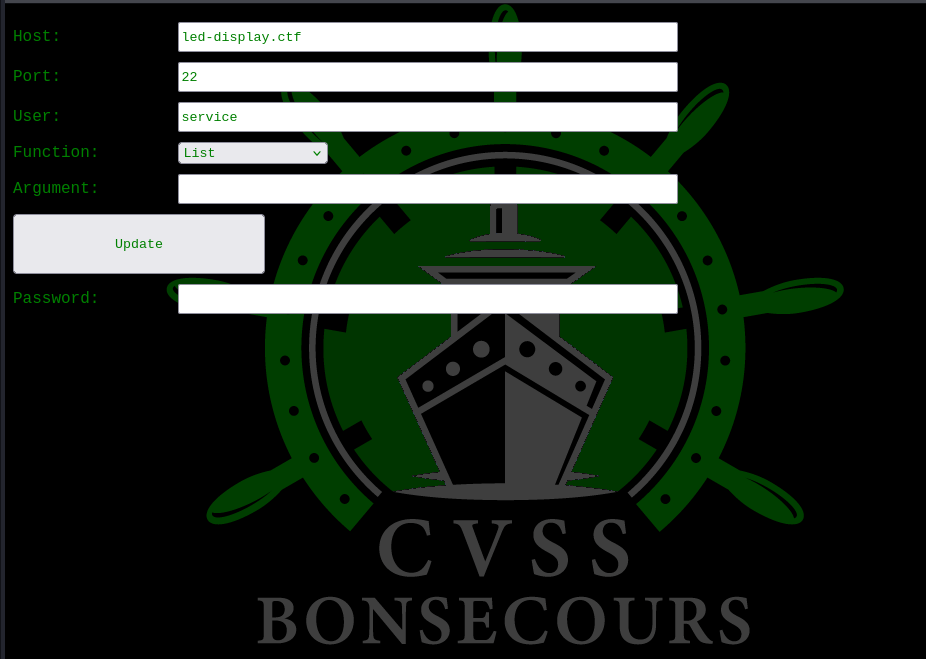 Host: led-display.ctf
Port: 22
User: service
Function: List
Argument:
Update
Password:
CVSS
BONSECOURS